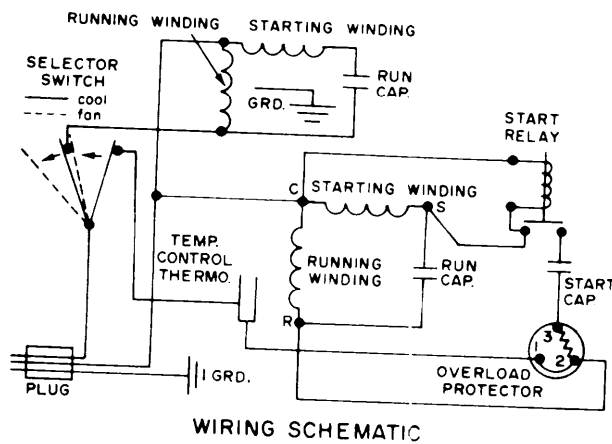 RUNNING WINDING
STARTING WINDING
SELECTOR
SWITCH
cool
fan
RUN
CAP.
GRD.
START
RELAY
C
STARTING WINDING
S
TEMP.
CONTROL
THERMO.
RUNNING
WINDING
RUN
CAP.
START
CAP.
R
3
1
2
OVERLOAD
PROTECTOR
PLUG
GRD.
WIRING SCHEMATIC